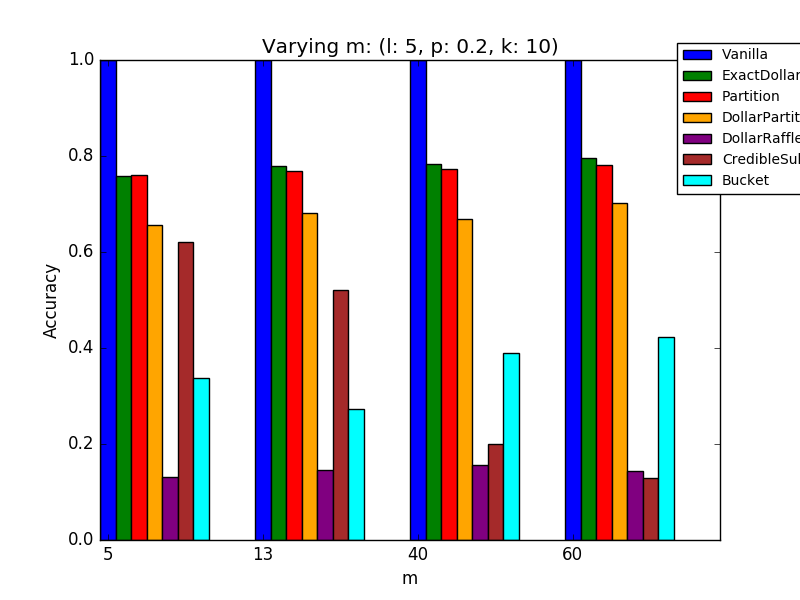 Varying m: (l: 5, p: 0.2, k: 10)
Vanilla
ExactDollar
Partition
DollarPartit
DollarRaffle
CredibleSul
Bucket
1.0
0.8
0.6
0.4
0.2
0.0
Accuracy
5 13 40 60
m